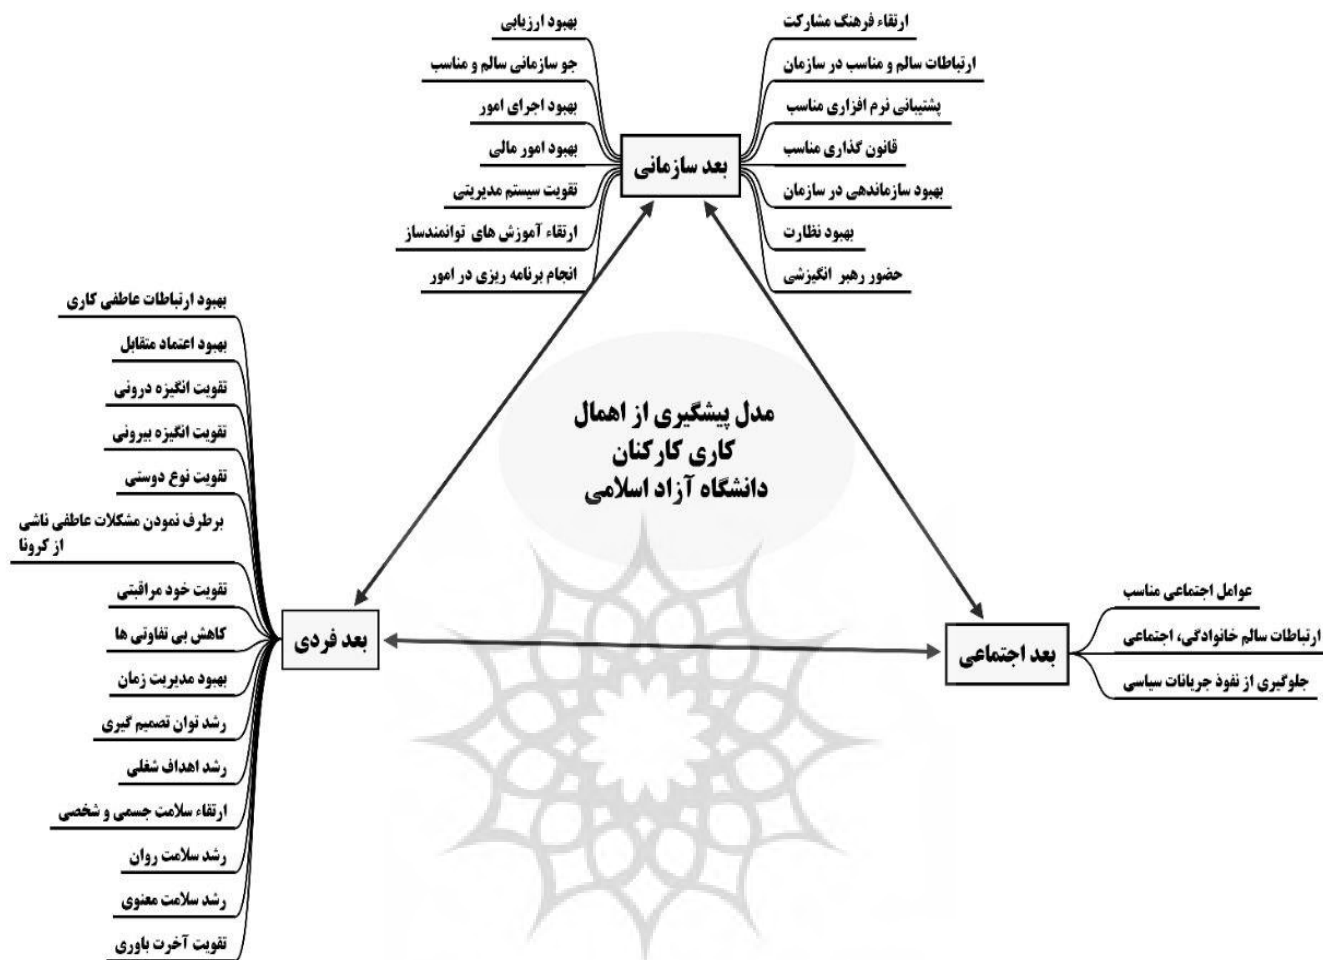 ارتقاء فرهنگ مشارکت
ارتباطات سالم و مناسب در سازمان
پشتیبانی نرم افزاری مناسب
قانون گذاری مناسب
بهبود سازماندهی در سازمان
بهبود نظارت
حضور رهبر انگیزشی
بعد سازمانی
بهبود ارزیابی
جو سازمانی سالم و مناسب
بهبود اجرای امور
بهبود امور مالی
تقویت سیستم مدیریتی
ارتقاء آموزش های توانمندساز
انجام برنامه ریزی در امور
مدل پیشگیری از اهمال
کاری کارکنان
دانشگاه آزاد اسلامی
عوامل اجتماعی مناسب
ارتباطات سالم خانوادگی، اجتماعی
جلوگیری از نفوذ جریانات سیاسی
بعد اجتماعی
بعد فردی
بهبود ارتباطات عاطفی کاری
بهبود اعتماد متقابل
تقویت انگیزه درونی
تقویت انگیزه بیرونی
تقویت نوع دوستی
برطرف نمودن مشکلات عاطفی ناشی
از کرونا
تقویت خود مراقبتی
کاهش بی تفاوتی ها
بهبود مدیریت زمان
رشد توان تصمیم گیری
رشد اهداف شغلی
ارتقاء سلامت جسمی و شخصی
رشد سلامت روان
رشد سلامت معنوی
تقویت آخرت باوری